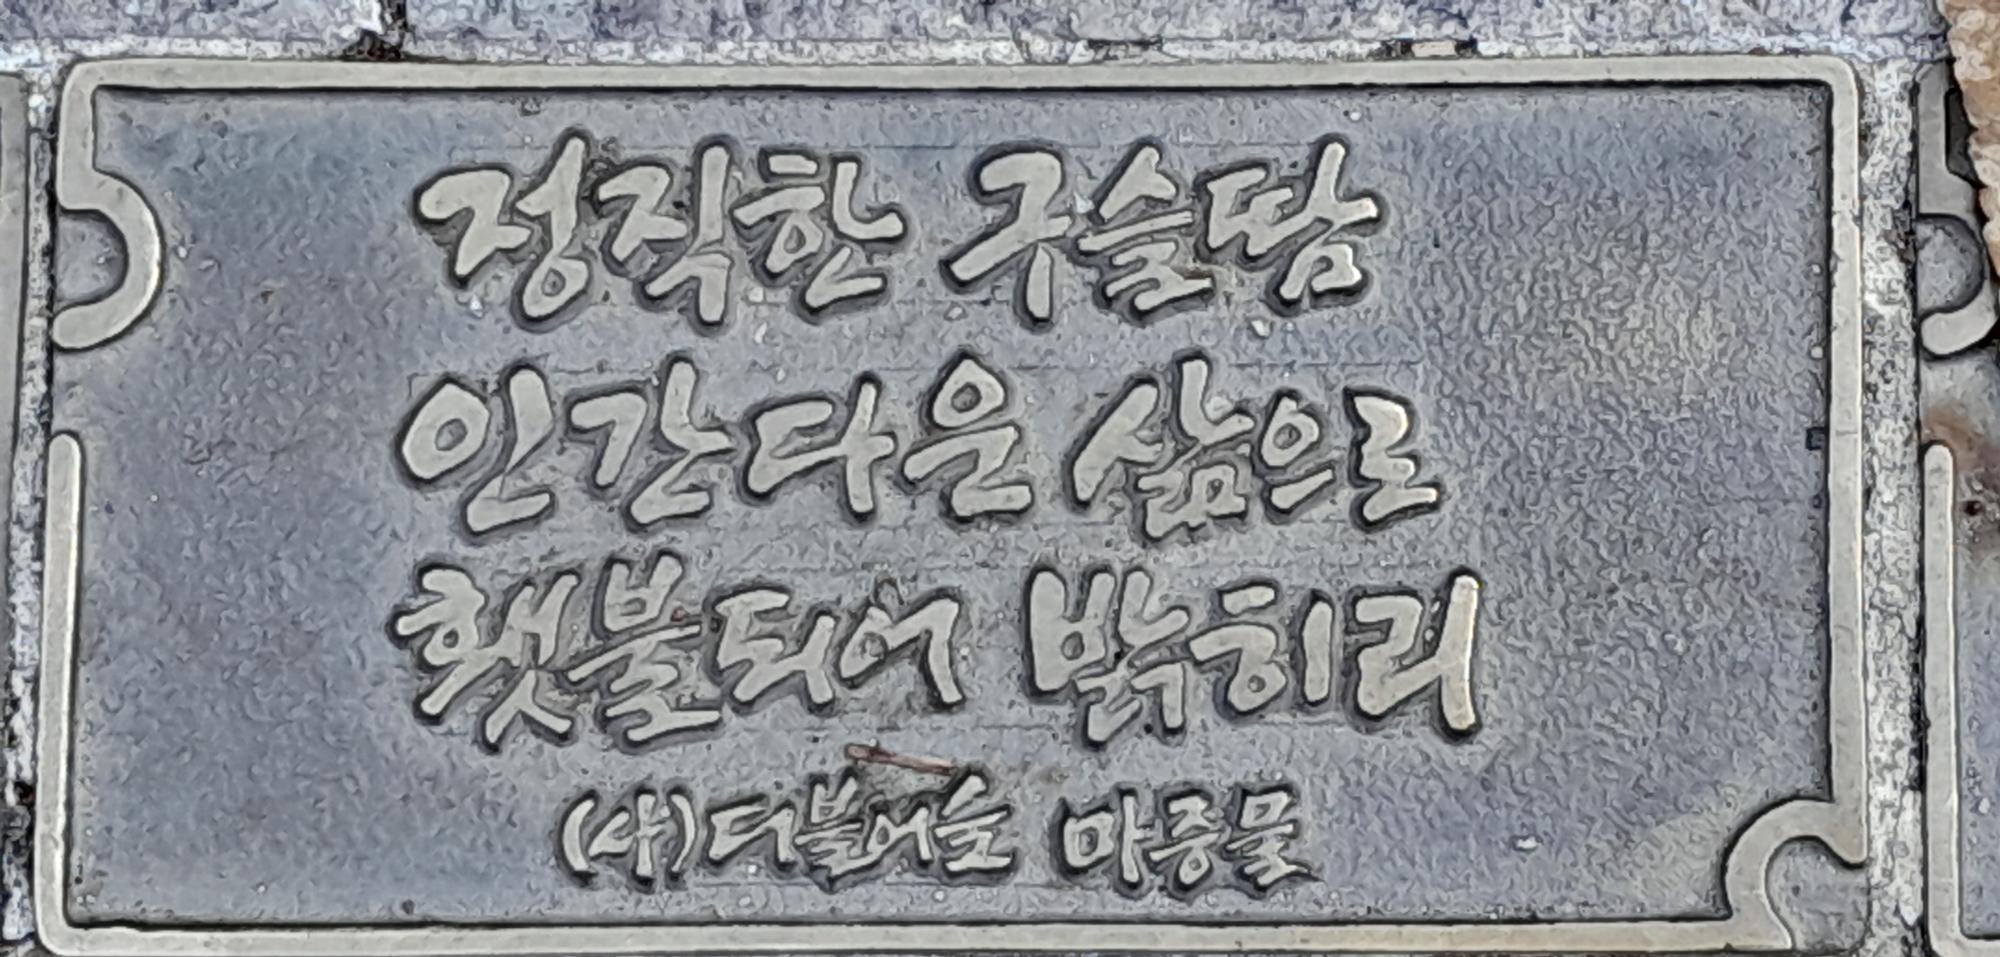 정직한 구슬땀
인간다운 삶으로
횃불되어 밝히리
(사)더불어숲 마중물